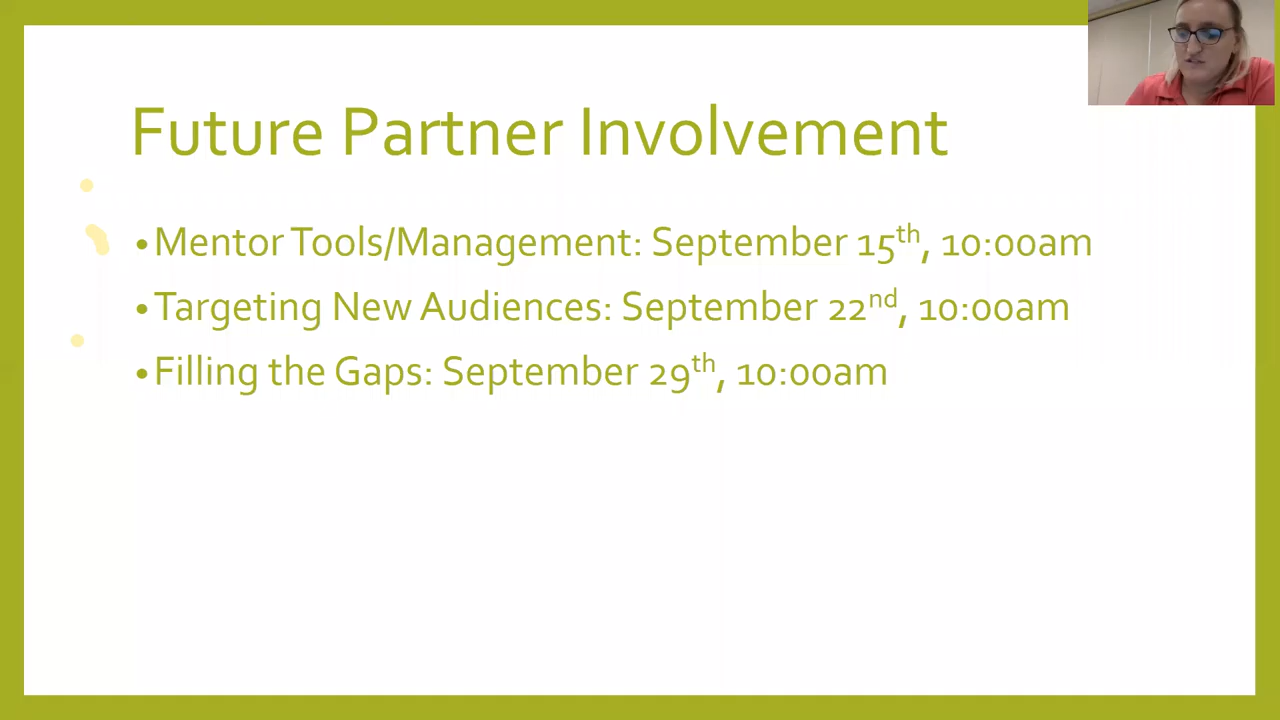 Future Partner Involvement
•Mentor Tools/Management: September 15th, 10:00am
•Targeting New Audiences: September 22nd, 10:00am
•Filling the Gaps: September 29th, 10:00am